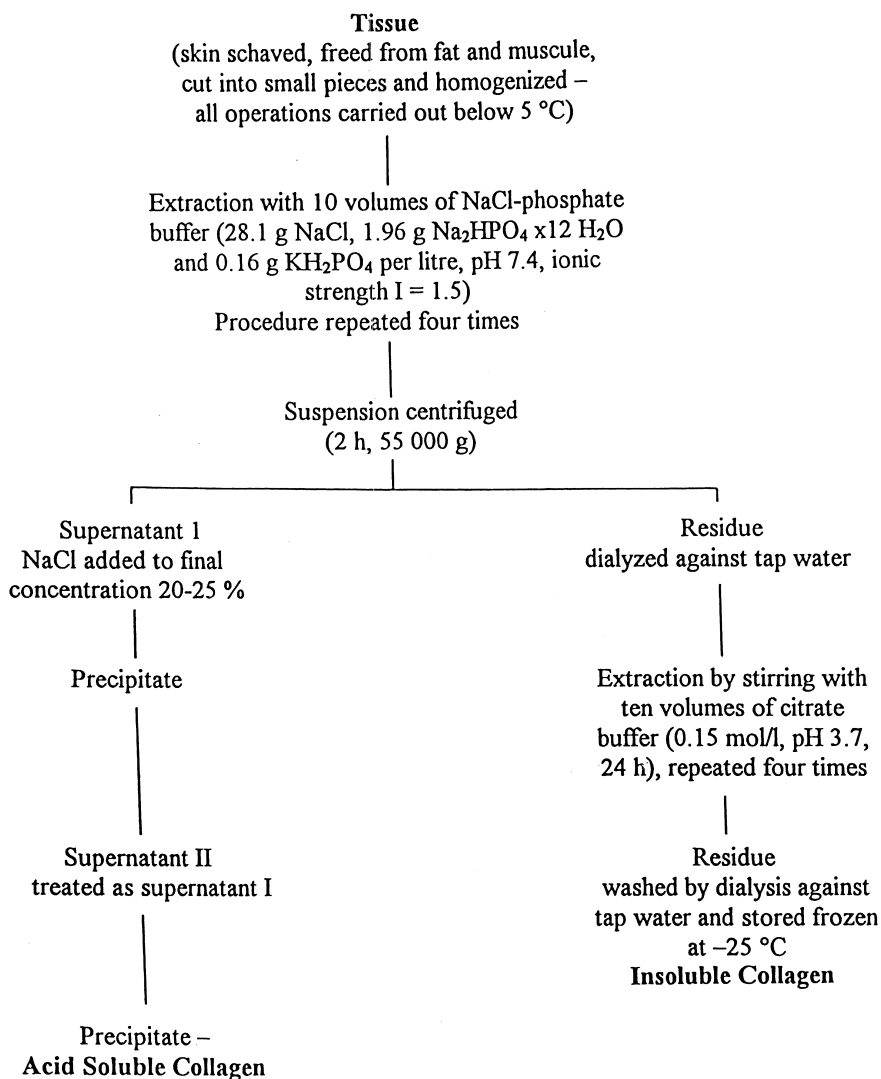 Tissue
(skin schaved, freed from fat and muscule,
cut into small pieces and homogenized –
all operations carried out below 5 °C)
Extraction with 10 volumes of NaCl-phosphate
buffer (28.1 g NaCl, 1.96 g Na₂HPO₄ x12 H₂O
and 0.16 g KH₂PO₄ per litre, pH 7.4, ionic
strength I = 1.5)
Procedure repeated four times
Suspension centrifuged
(2 h, 55 000 g)
Supernatant 1
NaCl added to final
concentration 20-25 %
Precipitate
Supernatant II
treated as supernatant I
Precipitate –
Acid Soluble Collagen
Residue
dialyzed against tap water
Extraction by stirring with
ten volumes of citrate
buffer (0.15 mol/l, pH 3.7,
24 h), repeated four times
Residue
washed by dialysis against
tap water and stored frozen
at –25 °C
Insoluble Collagen